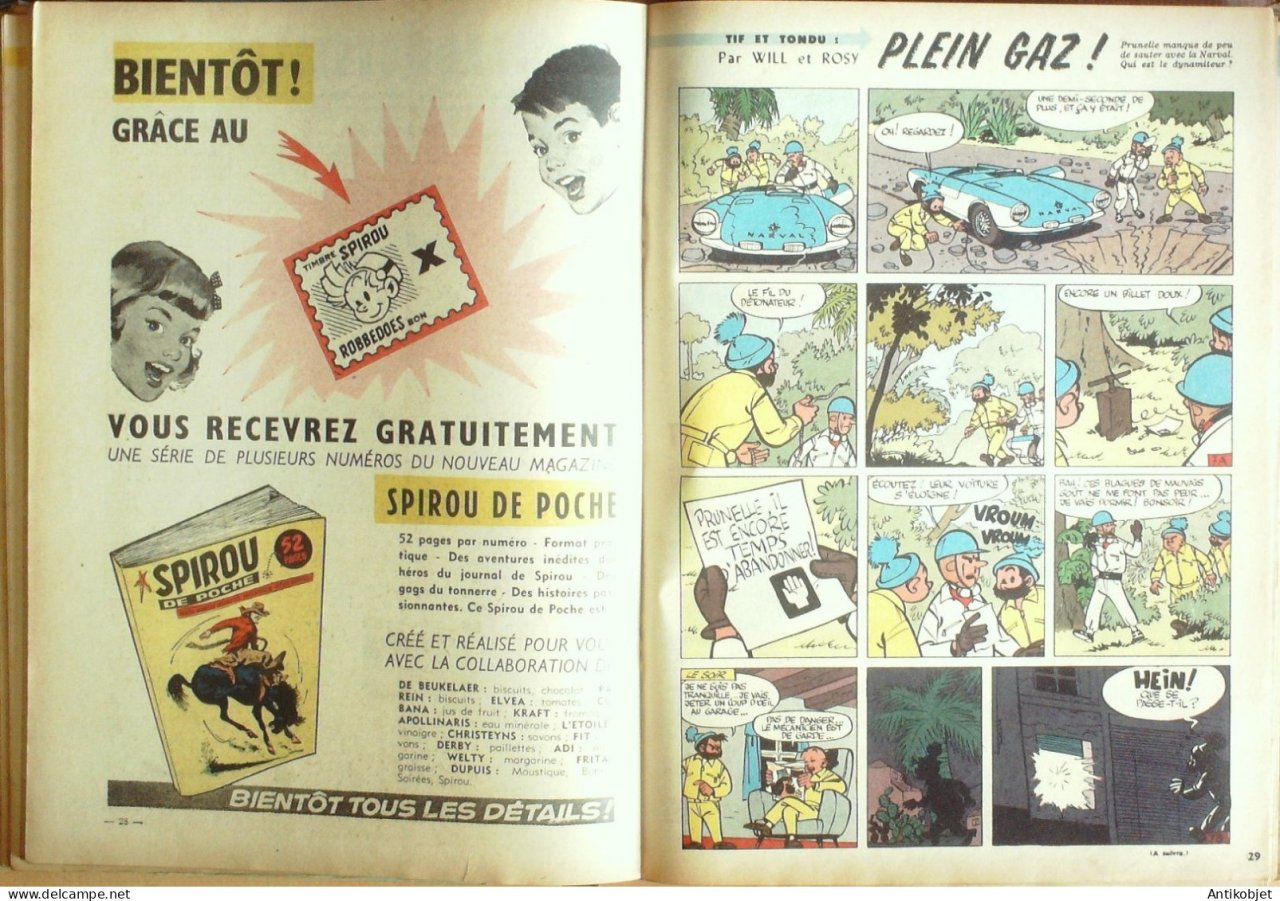 BIENTÔT!
GRÂCE AU
TIMBRE SPIROU
X
ROBBEDOES BON
VOUS RECEVREZ GRATUITEMENT
UNE SÉRIE DE PLUSIEURS NUMÉROS DU NOUVEAU MAGAZIN
SPIROU DE POCHE
52 pages par numéro - Format
tique - Des aventures inédites
héros du journal de Spirou -
gags du tonnerre - Des histoires
sionnantes. Ce Spirou de Poche est
SPIROU
DE POCHE
52
PAGES
CRÉÉ ET RÉALISÉ POUR VOU
AVEC LA COLLABORATION D
DE BEUKELAER : biscuits, chocolat
REIN : biscuits ; ELVEA : tomates
BANA : jus de fruit ; KRAFT :
APOLLINARIS : eau minérale ; L'ETOILE
vinaigre ; CHRISTEYNS : savons ; FIT
vons ; DERBY : paillettes ; ADI :
garine ; WELTY : margarine ; FRITA
graisse ; DUPUIS : Moustique, Bon
Soirées, Spirou.
BIENTÔT TOUS LES DÉTAILS!
— 28 —
TIF ET TONDU :
Par WILL et ROSY
PLEIN GAZ !
Prunelle manque de peu
de sauter avec la Narval.
Qui est le dynamiteur ?
NARVAL
OH! REGARDEZ!
UNE DEMI-SECONDE DE
PLUS, ET ÇA Y ÉTAIT!
NARVAL
LE FIL DU
DÉTONATEUR!
ENCORE UN BILLET DOUX!
7A
PRUNELLE IL
EST ENCORE
TEMPS
D'ABANDONNER!
ÉCOUTEZ! LEUR VOITURE
S'ÉLOIGNE!
VROUM
VROUM
BAH! CES BLAGUES DE MAUVAIS
GOÛT NE ME FONT PAS PEUR...
JE VAIS DORMIR! BONSOIR!
LE SOIR
JE NE SUIS PAS
TRANQUILLE... JE VAIS
JETER UN COUP D'ŒIL
AU GARAGE...
PAS DE DANGER,
LE MÉCANICIEN EST
DE GARDE...
HEIN!
QUE SE
PASSE-T-IL?
(A suivre.)
29
Antikobjet